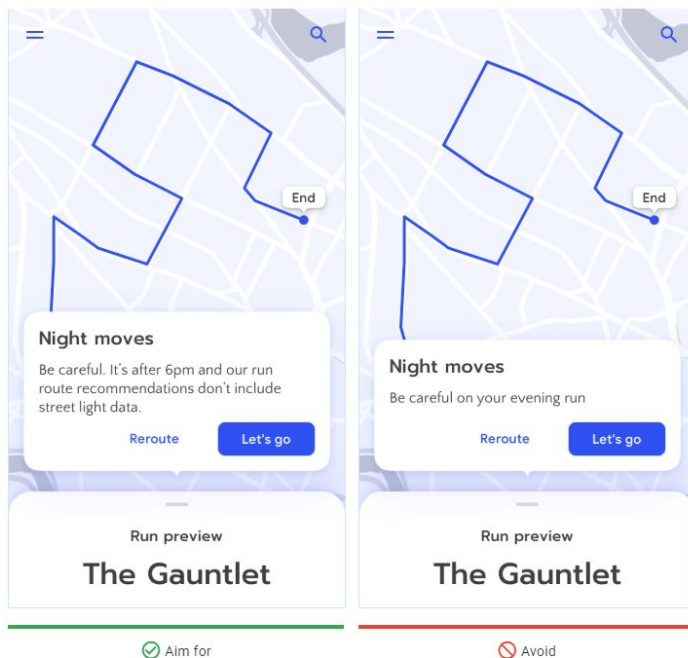 End
Night moves
Be careful. It's after 6pm and our run
route recommendations don't include
street light data.
Reroute
Let's go
Run preview
The Gauntlet
Aim for
End
Night moves
Be careful on your evening run
Reroute
Let's go
Run preview
The Gauntlet
Avoid